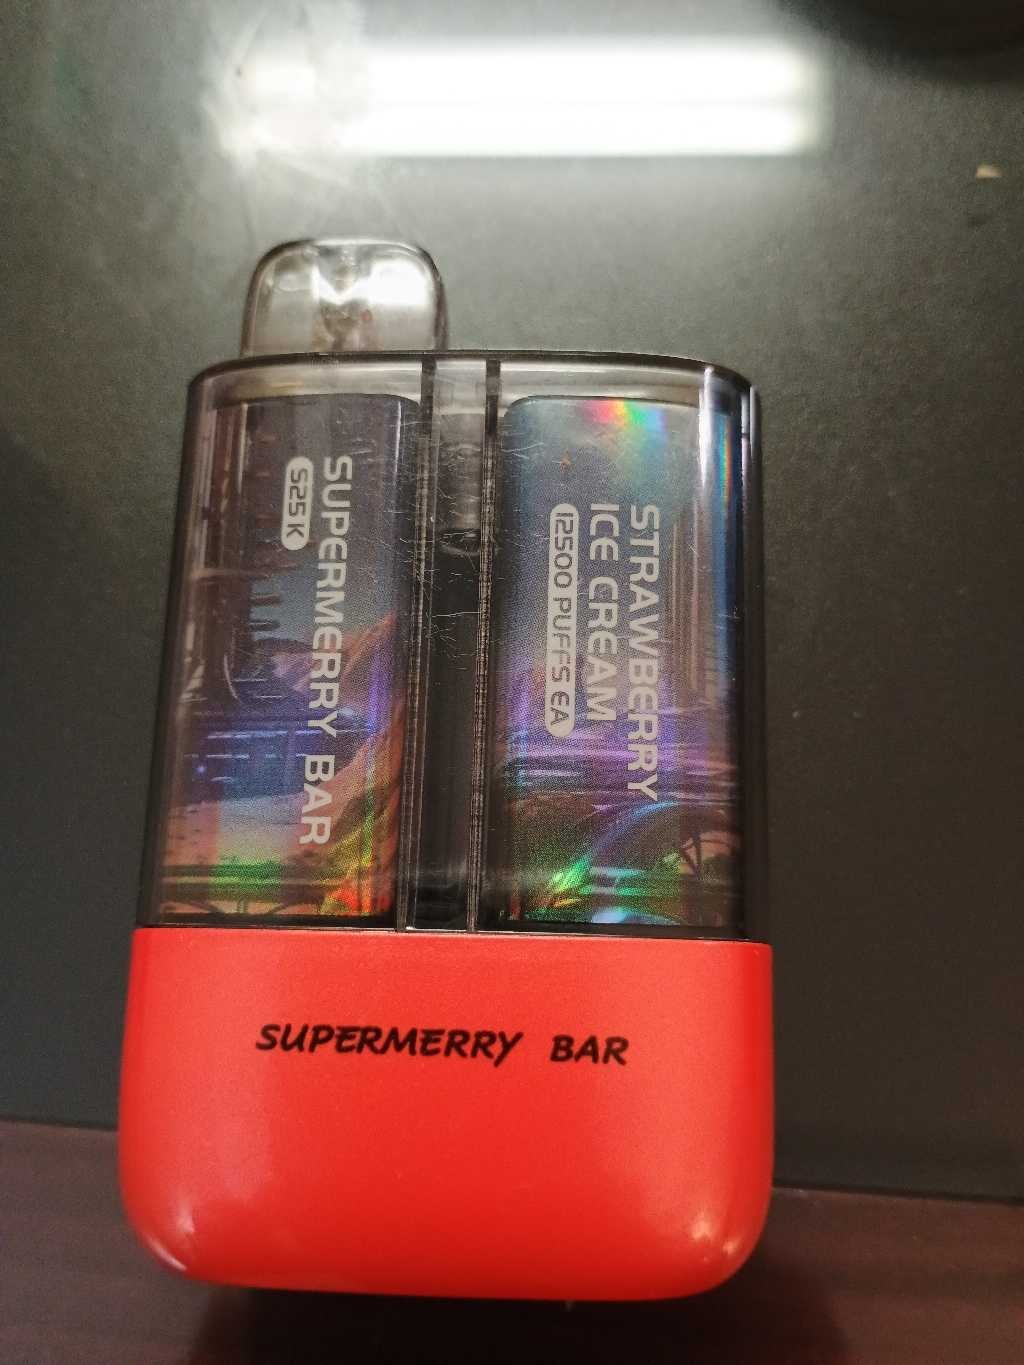 SUPERMERRY BAR
S25K
STRAWBERRY
ICE CREAM
12500 PUFFS EA
SUPERMERRY BAR